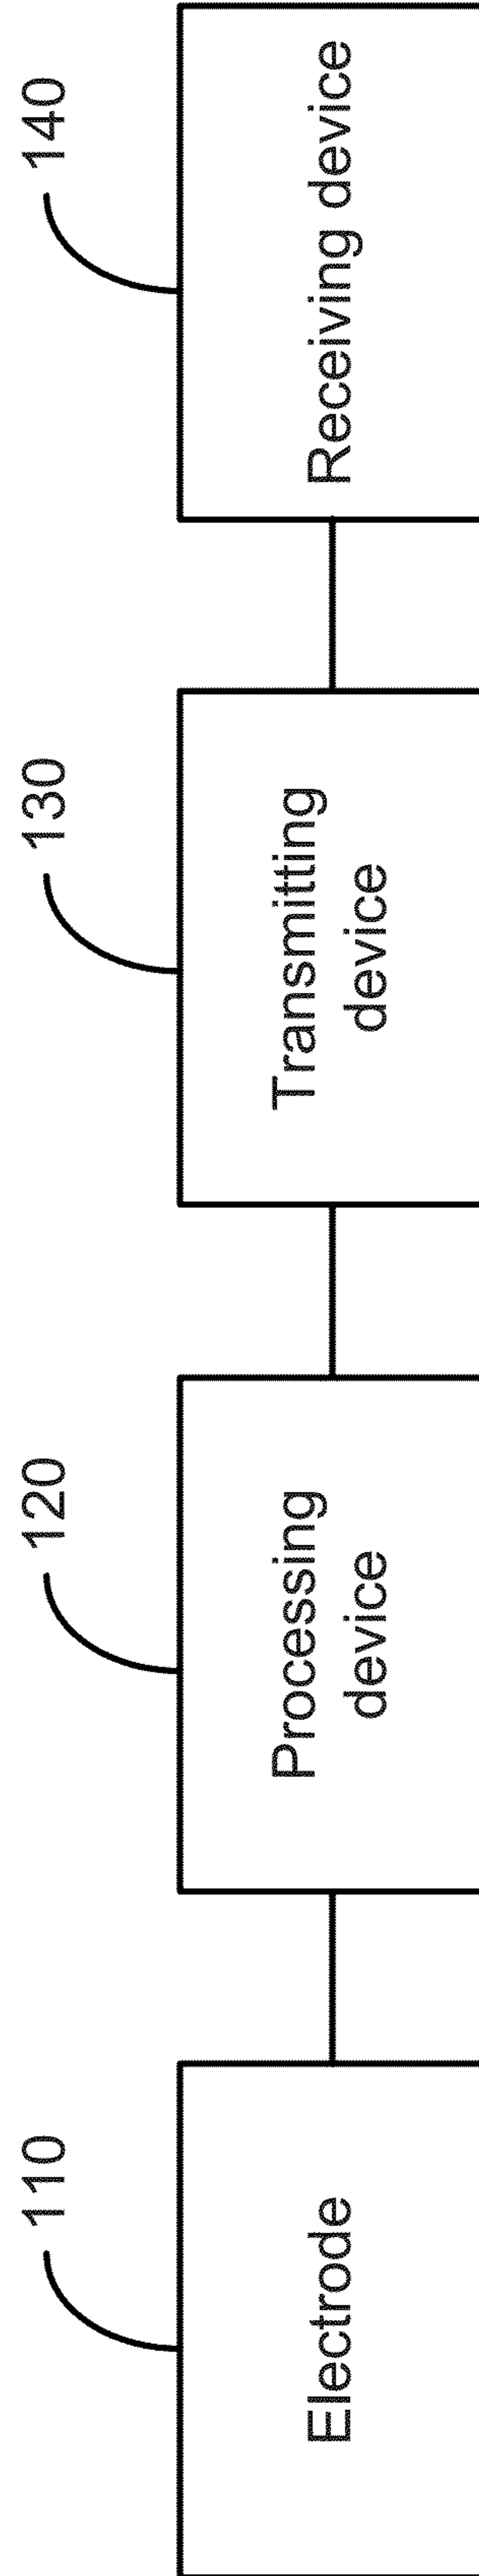 110
Electrode
120
Processing
device
130
Transmitting
device
140
Receiving device